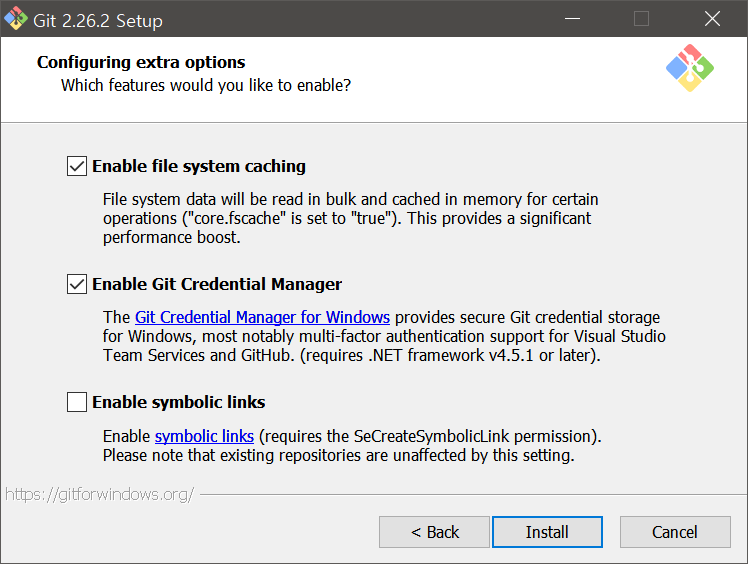 Git 2.26.2 Setup
Configuring extra options
Which features would you like to enable?
Enable file system caching
File system data will be read in bulk and cached in memory for certain
operations ("core.fscache" is set to "true"). This provides a significant
performance boost.
Enable Git Credential Manager
The Git Credential Manager for Windows provides secure Git credential storage
for Windows, most notably multi-factor authentication support for Visual Studio
Team Services and GitHub. (requires .NET framework v4.5.1 or later).
Enable symbolic links
Enable symbolic links (requires the SeCreateSymbolicLink permission).
Please note that existing repositories are unaffected by this setting.
https://gitforwindows.org/
< Back Install Cancel